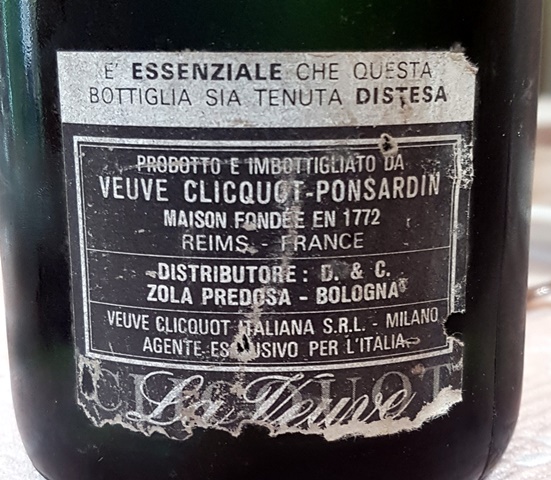 E' ESSENZIALE CHE QUESTA
BOTTIGLIA SIA TENUTA DISTESA
PRODOTTO E IMBOTTIGLIATO DA
VEUVE CLICQUOT-PONSARDIN
MAISON FONDÉE EN 1772
REIMS - FRANCE
DISTRIBUTORE: D. & C.
ZOLA PREDOSA - BOLOGNA
VEUVE CLICQUOT ITALIANA S.R.L. - MILANO
AGENTE ESCLUSIVO PER L'ITALIA
CLICQUOT
La Veuve